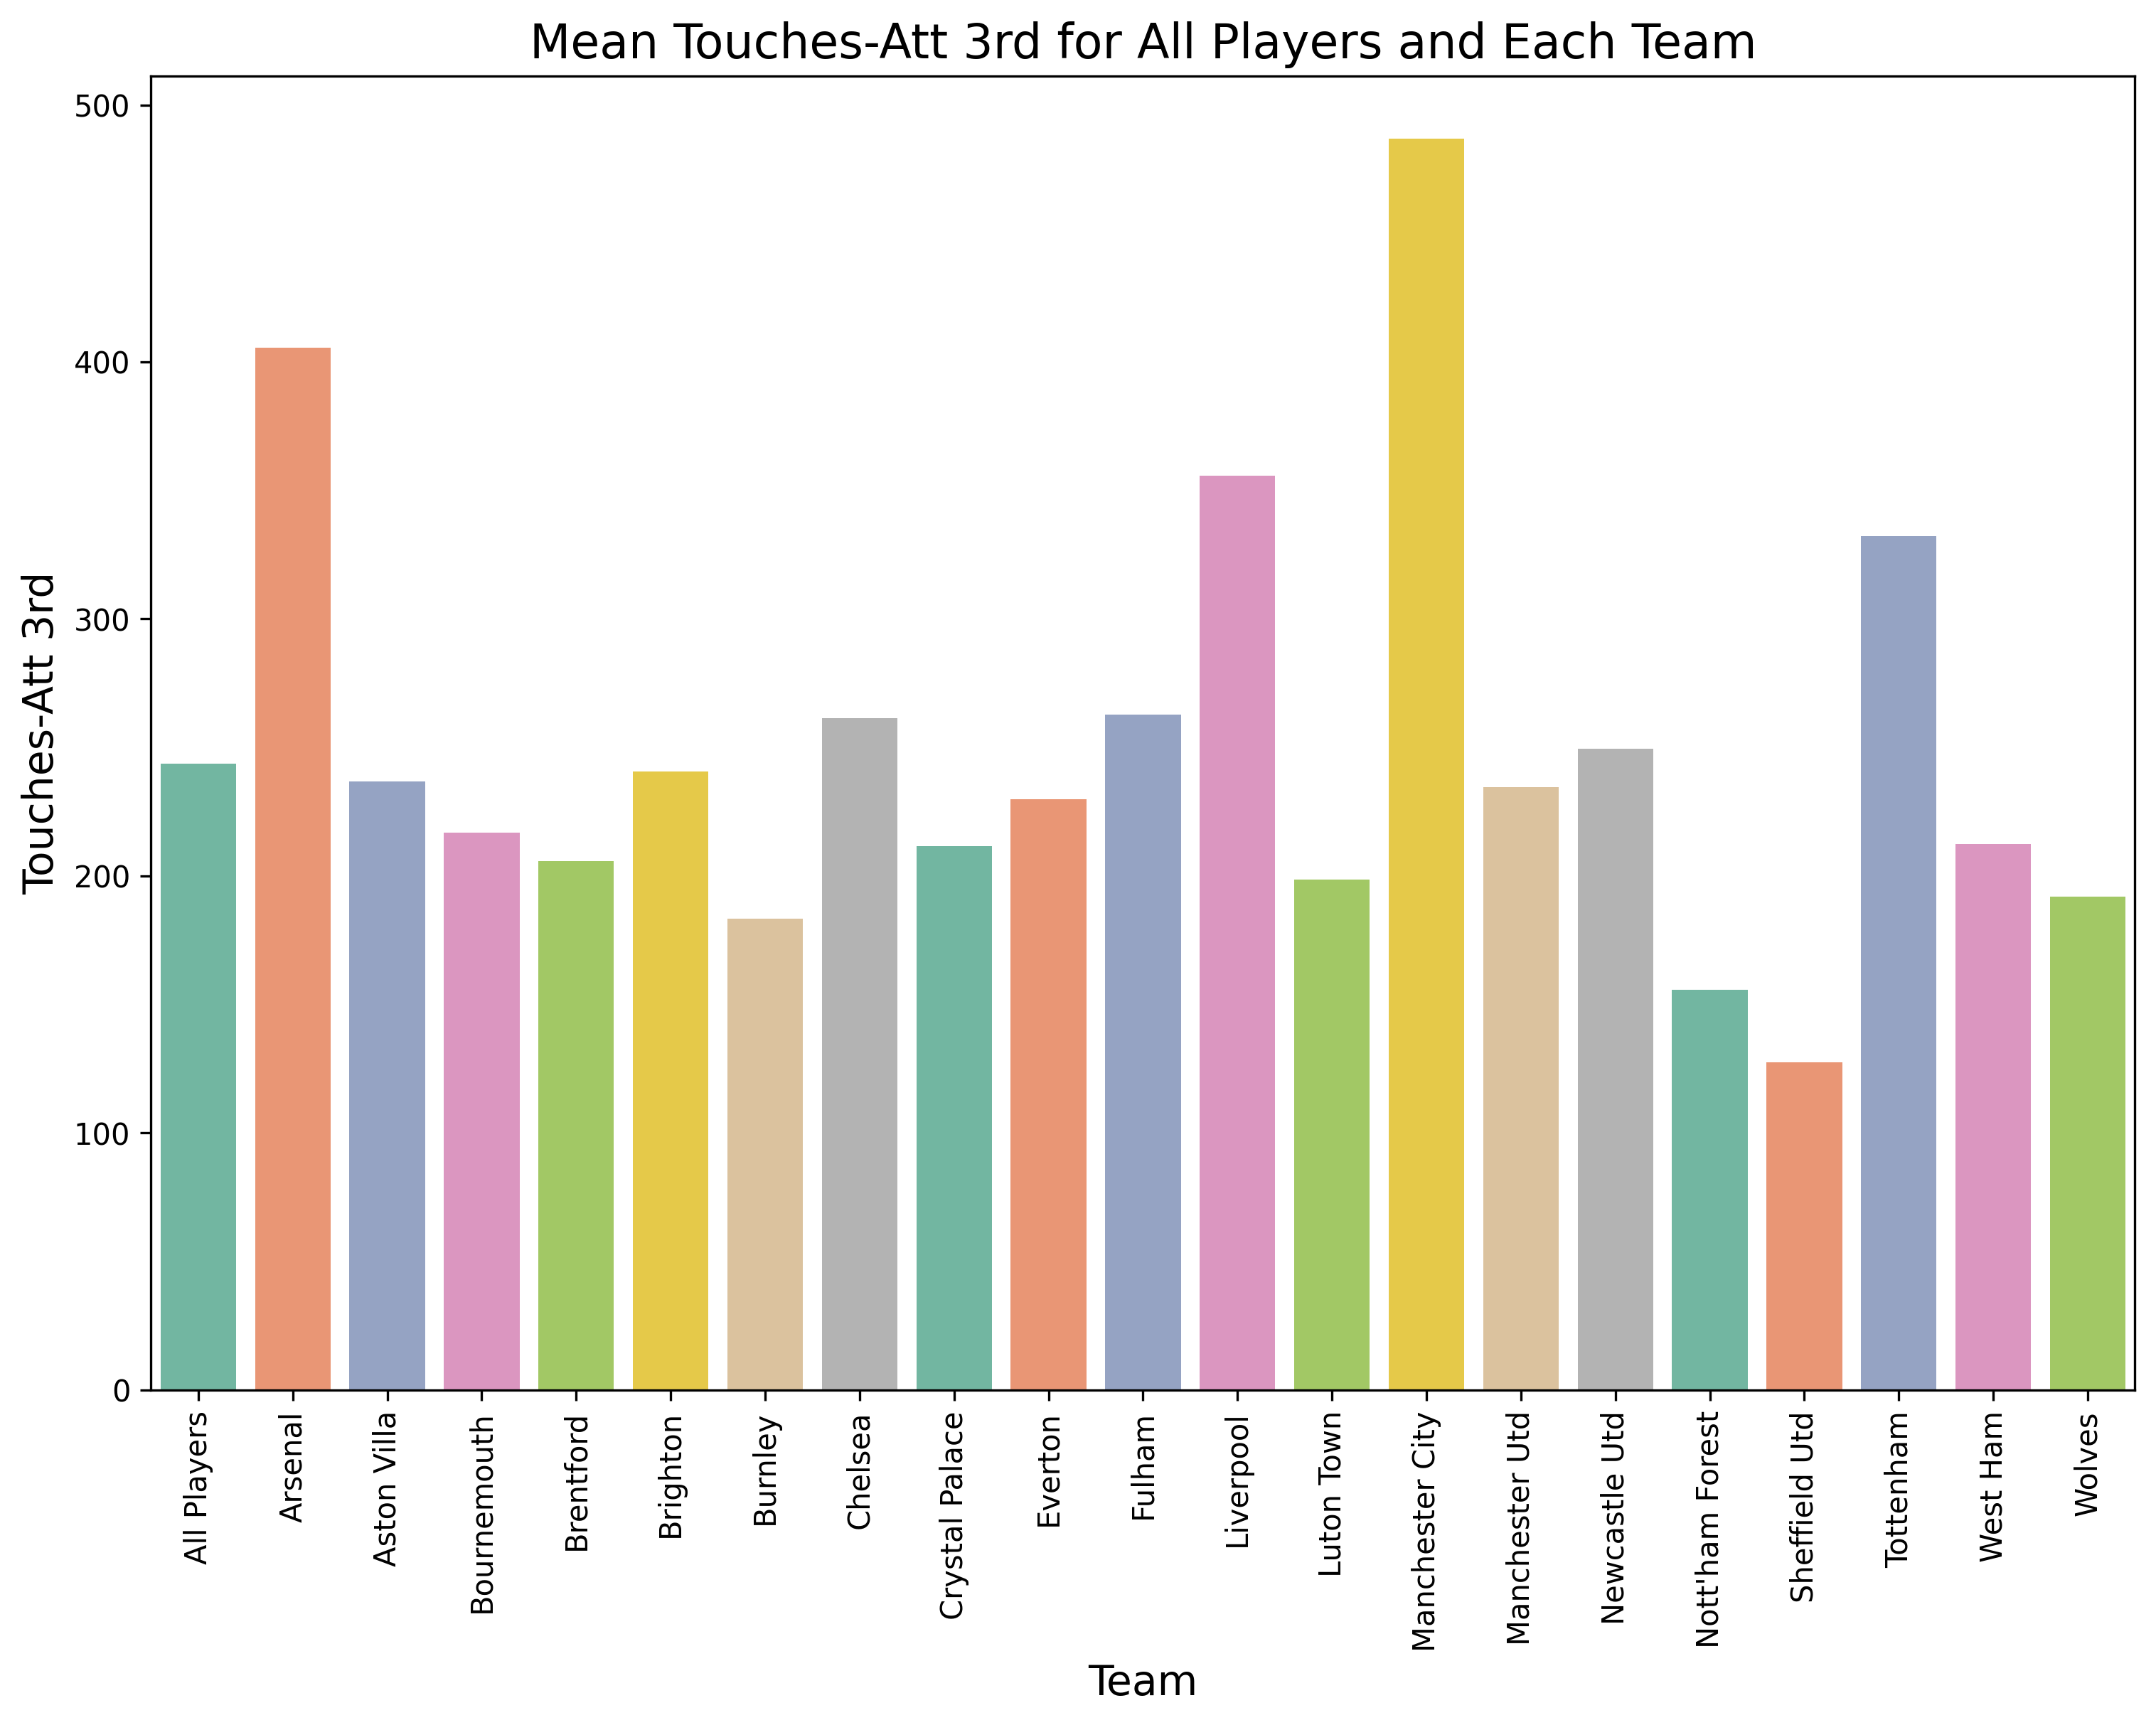 Mean Touches-Att 3rd for All Players and Each Team
Touches-Att 3rd
500
400
300
200
100
0
All Players
Arsenal
Aston Villa
Bournemouth
Brentford
Brighton
Burnley
Chelsea
Crystal Palace
Everton
Fulham
Liverpool
Luton Town
Manchester City
Manchester Utd
Newcastle Utd
Nott'ham Forest
Sheffield Utd
Tottenham
West Ham
Wolves
Team